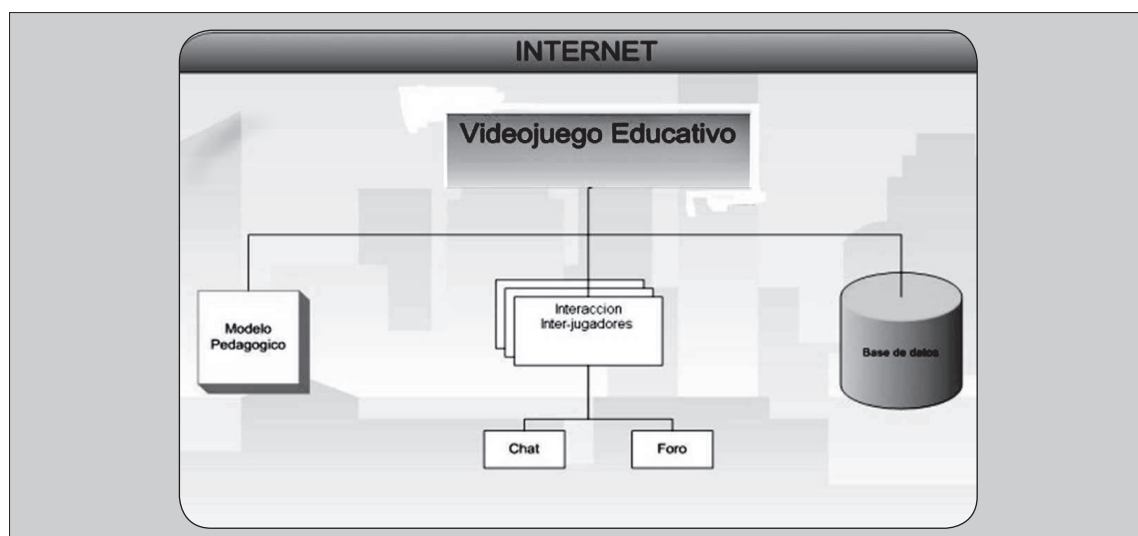 INTERNET
Videojuego Educativo
Modelo
Pedagogico
Interaccion
Inter-jugadores
Base de datos
Chat
Foro